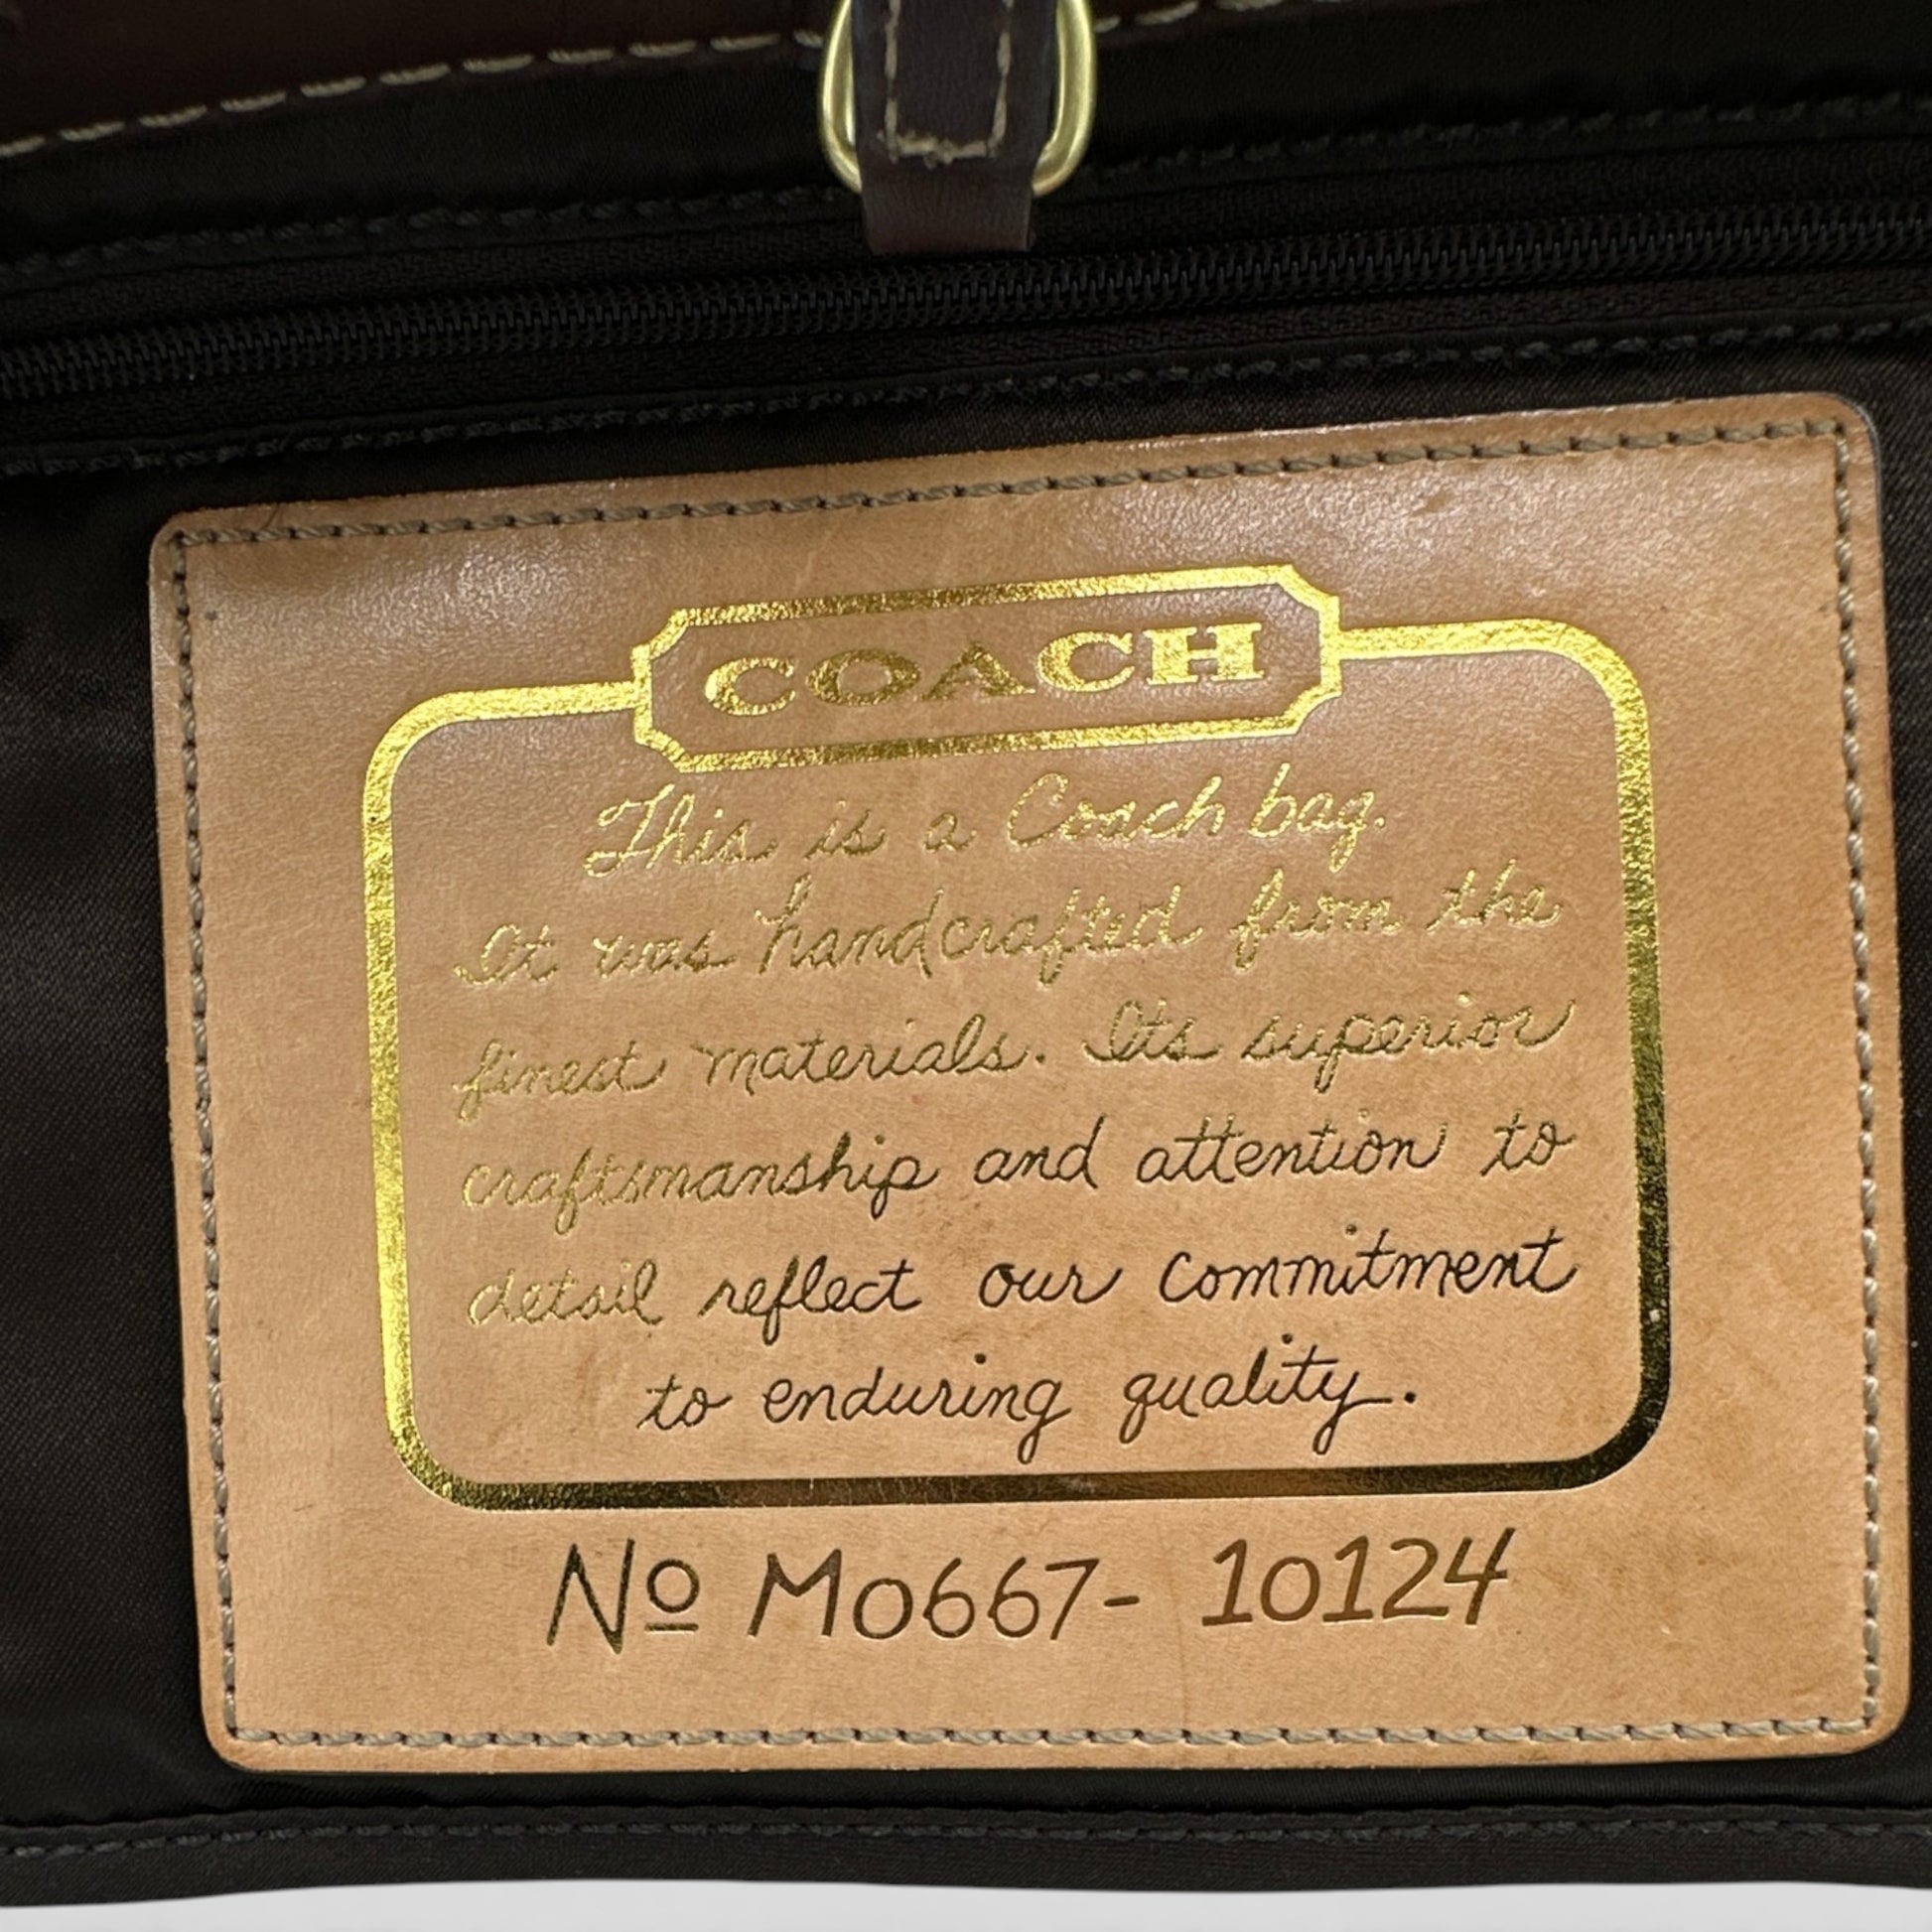 COACH
This is a Coach bag.
It was handcrafted from the
finest materials. Its superior
craftsmanship and attention to
detail reflect our commitment
to enduring quality.
Nº M0667- 10124